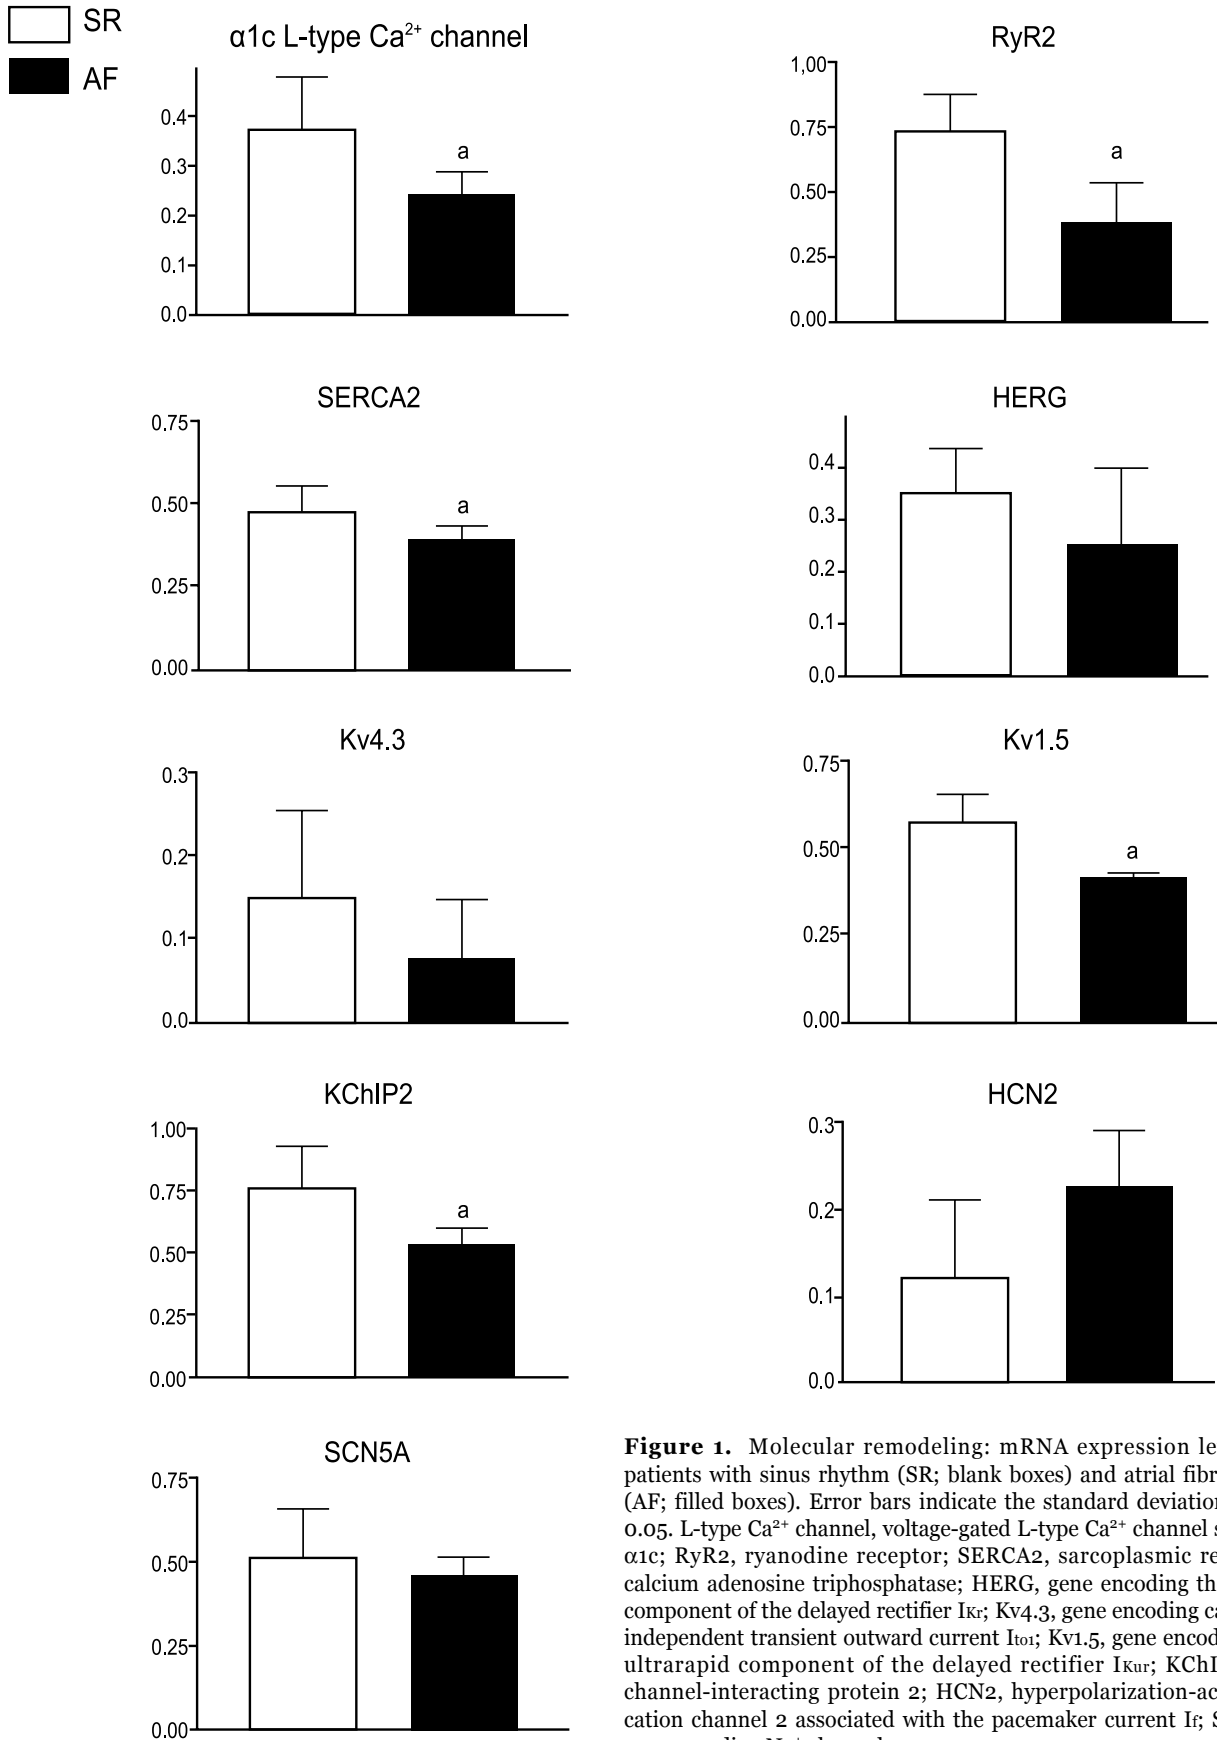 SR
AF
α1c L-type Ca²⁺ channel
0.4
0.3
0.2
0.1
0.0
a
RyR2
1,00
0.75
0.50
0.25
0.00
a
SERCA2
0.75
0.50
0.25
0.00
a
HERG
0.4
0.3
0.2
0.1
0.0
Kv4.3
0.3
0.2
0.1
0.0
Kv1.5
0.75
0.50
0.25
0.00
a
KChIP2
1.00
0.75
0.50
0.25
0.00
a
HCN2
0.3
0.2
0.1
0.0
SCN5A
0.75
0.50
0.25
0.00
Figure 1. Molecular remodeling: mRNA expression le
patients with sinus rhythm (SR; blank boxes) and atrial fibr
(AF; filled boxes). Error bars indicate the standard deviation
0.05. L-type Ca²⁺ channel, voltage-gated L-type Ca²⁺ channel s
α1c; RyR2, ryanodine receptor; SERCA2, sarcoplasmic re
calcium adenosine triphosphatase; HERG, gene encoding th
component of the delayed rectifier IKr; Kv4.3, gene encoding ca
independent transient outward current Ito1; Kv1.5, gene encod
ultrarapid component of the delayed rectifier IKur; KChI
channel-interacting protein 2; HCN2, hyperpolarization-ac
cation channel 2 associated with the pacemaker current If; S